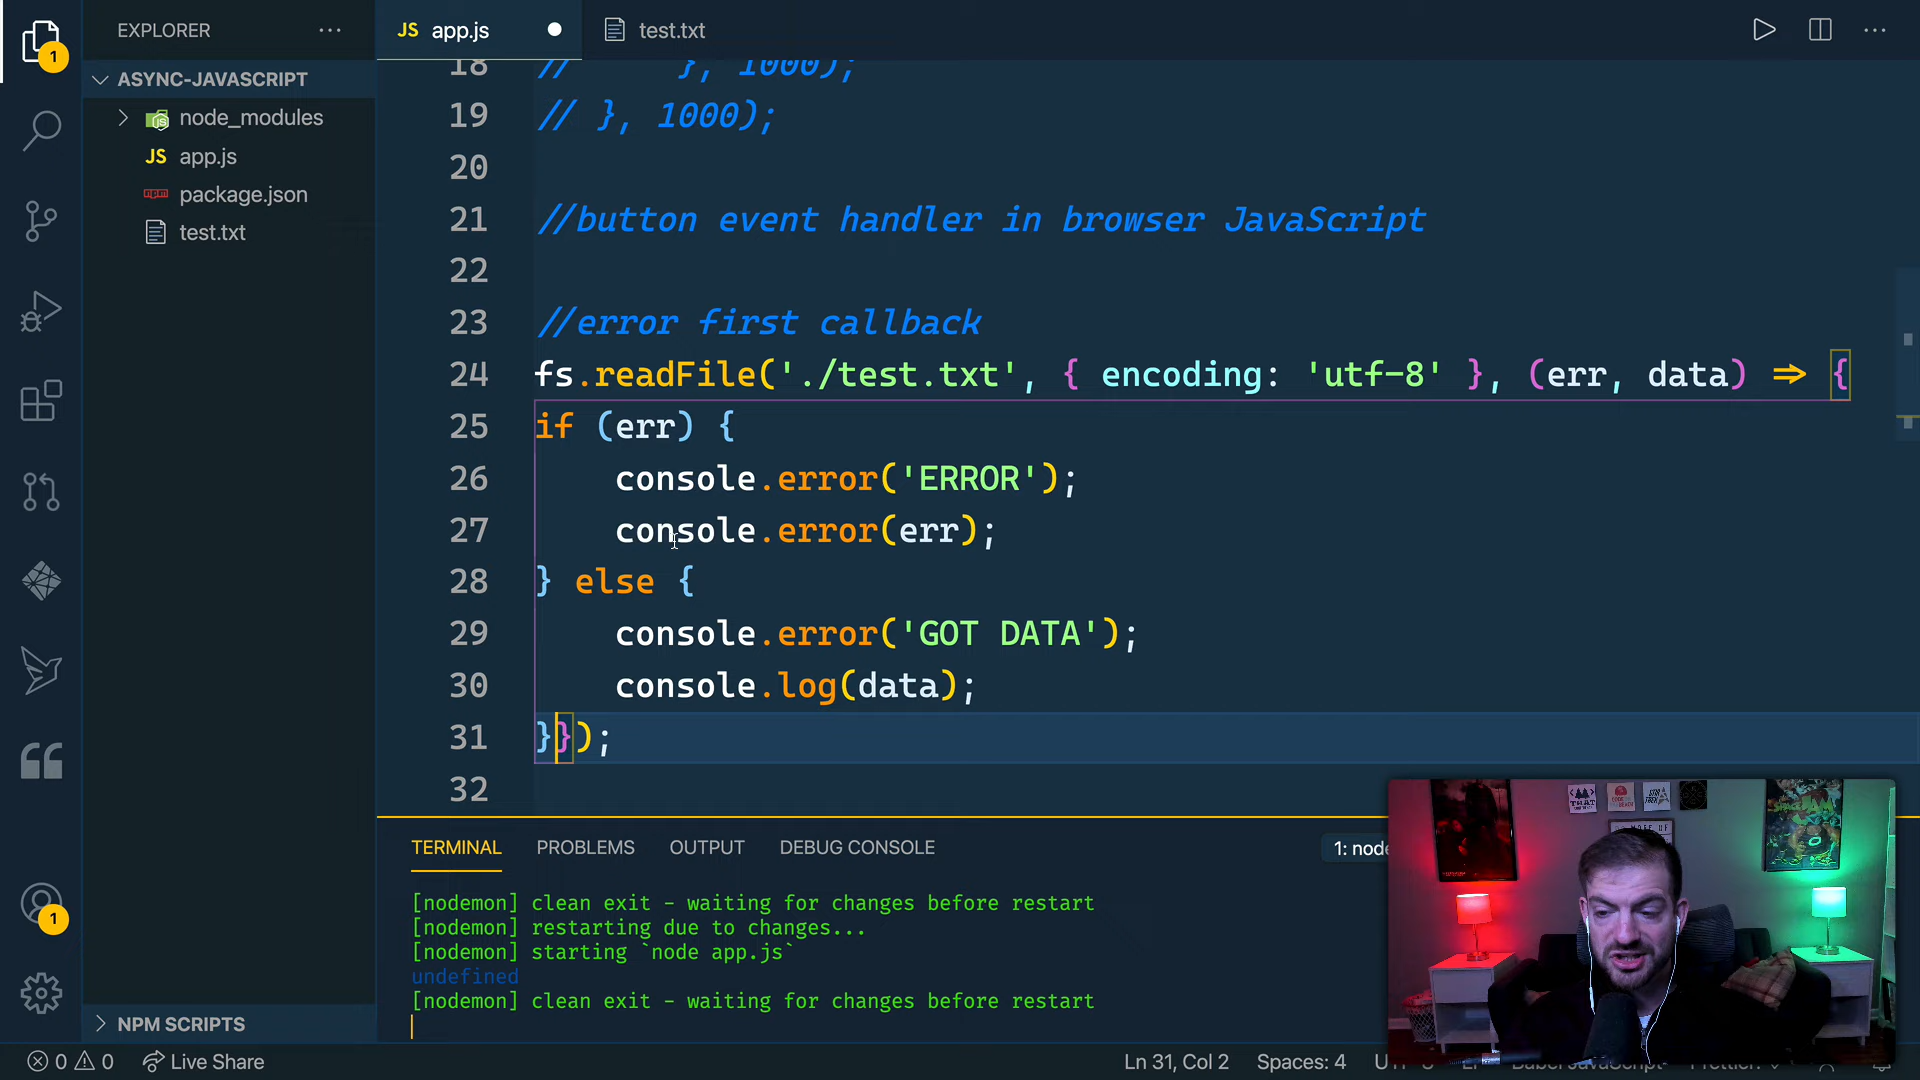 EXPLORER
JS app.js
test.txt
1
ASYNC-JAVASCRIPT
node_modules
JS app.js
package.json
test.txt
18 // }, 1000);
19 // }, 1000);
20
21 //button event handler in browser JavaScript
22
23 //error first callback
24 fs.readFile('./test.txt', { encoding: 'utf-8' }, (err, data) => {
25 if (err) {
26 console.error('ERROR');
27 console.error(err);
28 } else {
29 console.error('GOT DATA');
30 console.log(data);
31 }});
32
TERMINAL PROBLEMS OUTPUT DEBUG CONSOLE 1: node
[nodemon] clean exit - waiting for changes before restart
[nodemon] restarting due to changes...
[nodemon] starting `node app.js`
undefined
[nodemon] clean exit - waiting for changes before restart
1
NPM SCRIPTS
0 0 Live Share Ln 31, Col 2 Spaces: 4